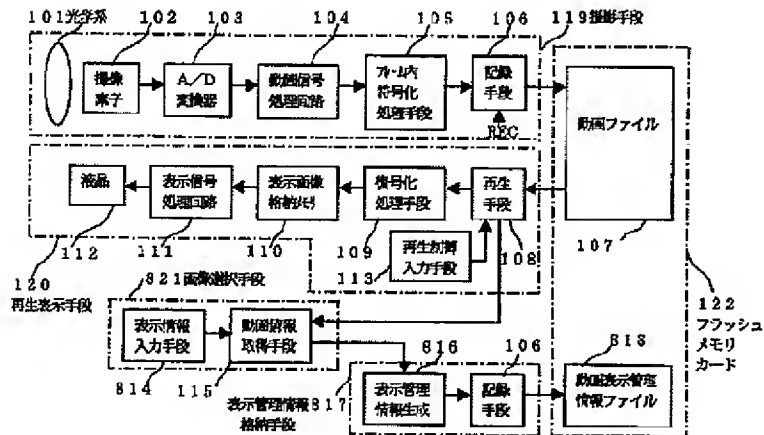 101光学系
102
103
104
105
106
119撮影手段
撮像
素子
A/D
変換器
動画信号
処理回路
フレーム内
符号化
処理手段
記録
手段
REC
動画ファイル
107
液晶
表示信号
処理回路
表示画像
格納メモリ
復号化
処理手段
再生
手段
112
111
110
109
108
再生制御
入力手段
113
120
再生表示手段
821画像選択手段
表示情報
入力手段
動画情報
取得手段
814
115
表示管理情報817
格納手段
816
106
表示管理
情報生成
記録
手段
818
動画表示管理
情報ファイル
122
フラッシュ
メモリ
カード